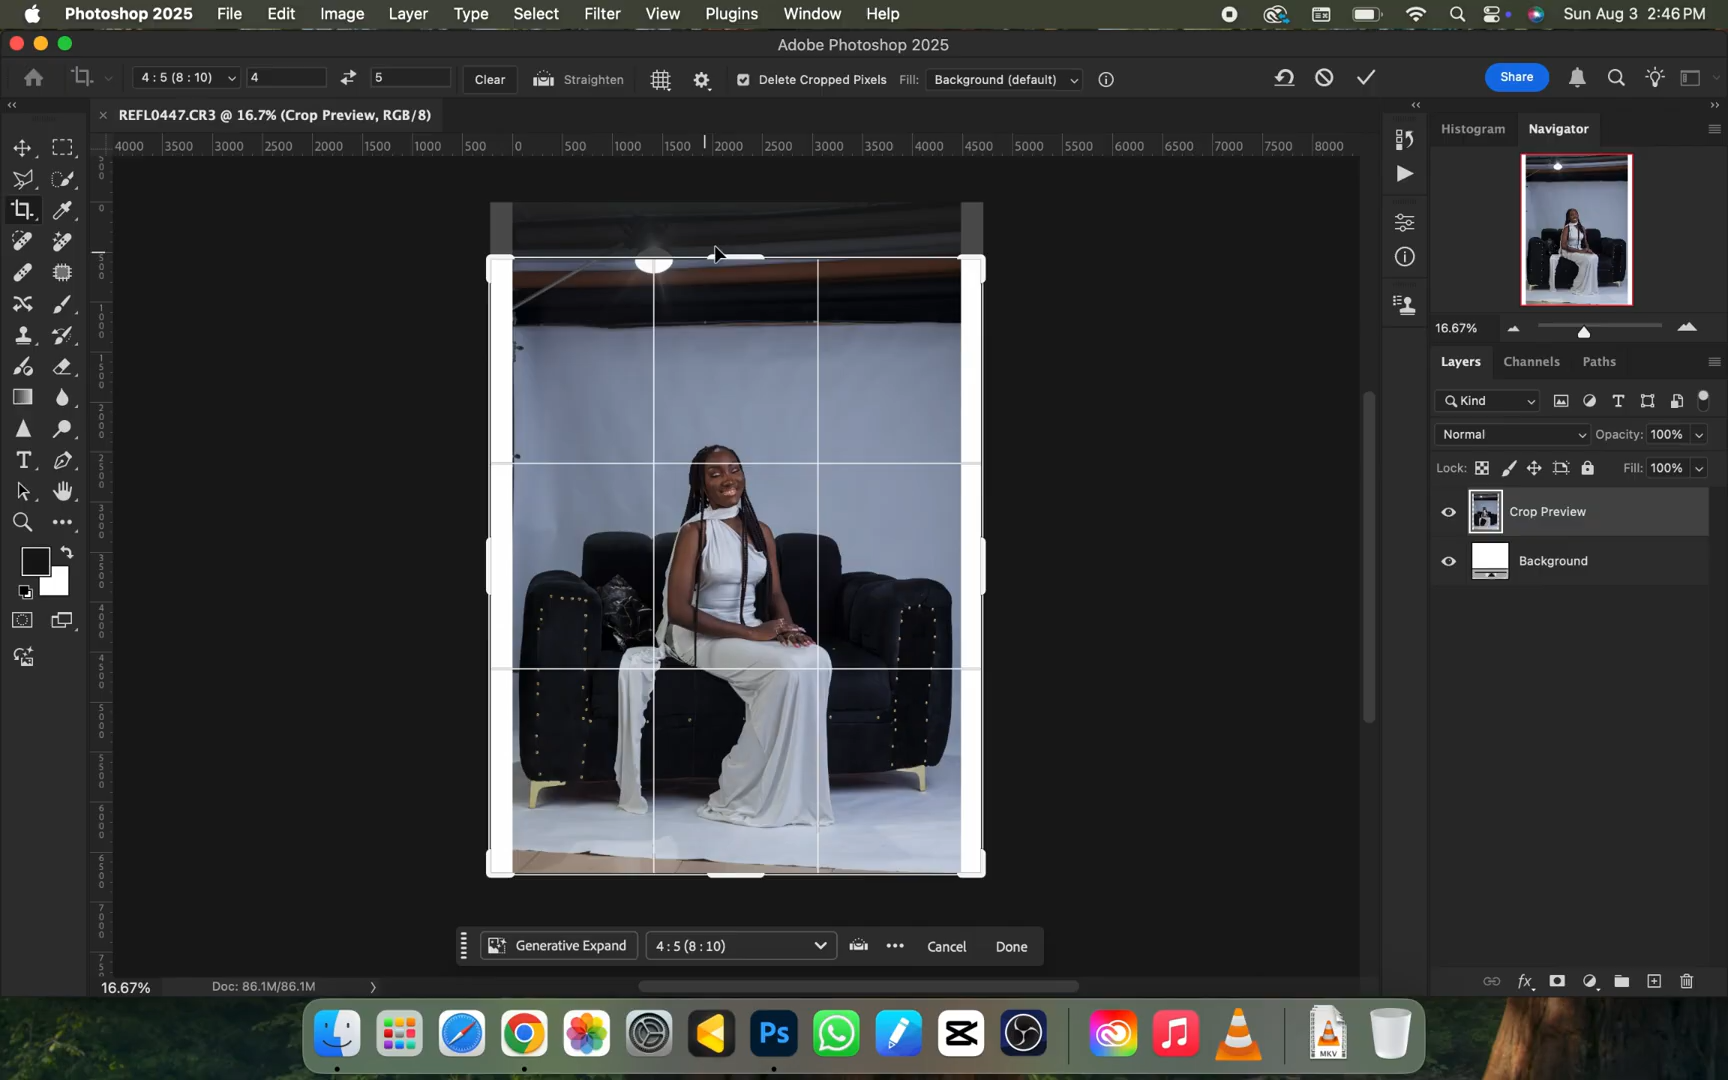 Photoshop 2025 File Edit Image Layer Type Select Filter View Plugins Window Help Sun Aug 3 2:46 PM
Adobe Photoshop 2025
4 : 5 (8 : 10) 4 5 Clear Straighten Delete Cropped Pixels Fill: Background (default) Share
REFL0447.CR3 @ 16.7% (Crop Preview, RGB/8)
Histogram Navigator
4000 3500 3000 2500 2000 1500 1000 500 0 500 1000 1500 2000 2500 3000 3500 4000 4500 5000 5500 6000 6500 7000 7500 8000
16.67%
Layers Channels Paths
Kind
Normal Opacity: 100%
Lock: Fill: 100%
Crop Preview
Background
Generative Expand 4 : 5 (8 : 10) Cancel Done
16.67% Doc: 86.1M/86.1M
Ps
MKV